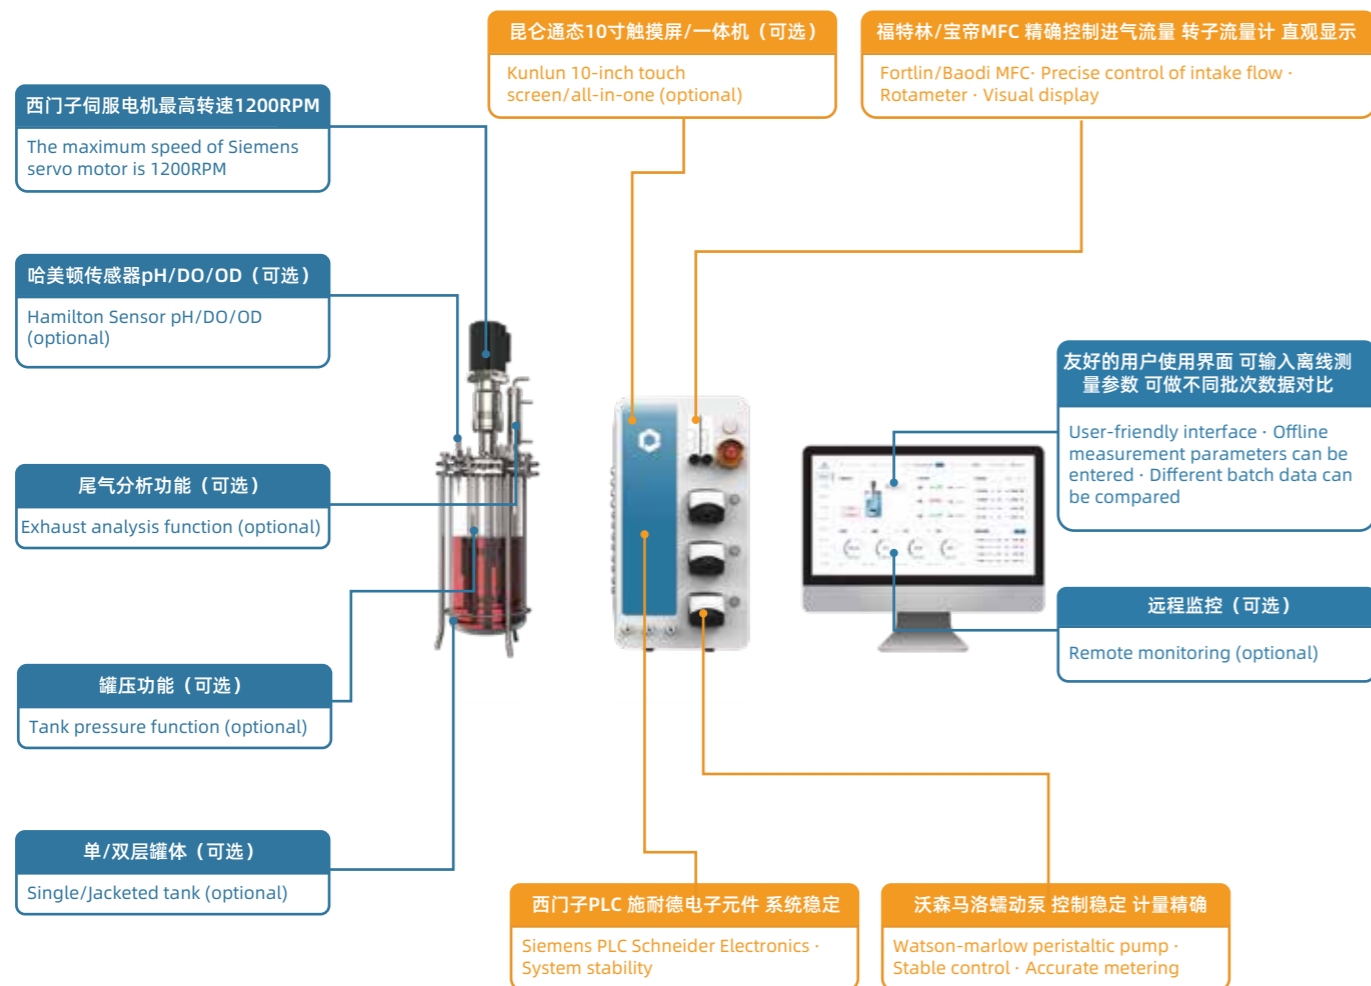 昆仑通态10寸触摸屏/一体机（可选）
Kunlun 10-inch touch
screen/all-in-one (optional)
福特林/宝帝MFC 精确控制进气流量 转子流量计 直观显示
Fortlin/Baodi MFC· Precise control of intake flow ·
Rotameter · Visual display
西门子伺服电机最高转速1200RPM
The maximum speed of Siemens
servo motor is 1200RPM
哈美顿传感器pH/DO/OD（可选）
Hamilton Sensor pH/DO/OD
(optional)
友好的用户使用界面 可输入离线测
量参数 可做不同批次数据对比
User-friendly interface · Offline
measurement parameters can be
entered · Different batch data can
be compared
尾气分析功能（可选）
Exhaust analysis function (optional)
远程监控（可选）
Remote monitoring (optional)
罐压功能（可选）
Tank pressure function (optional)
单/双层罐体（可选）
Single/Jacketed tank (optional)
西门子PLC 施耐德电子元件 系统稳定
Siemens PLC Schneider Electronics ·
System stability
沃森马洛蠕动泵 控制稳定 计量精确
Watson-marlow peristaltic pump ·
Stable control · Accurate metering